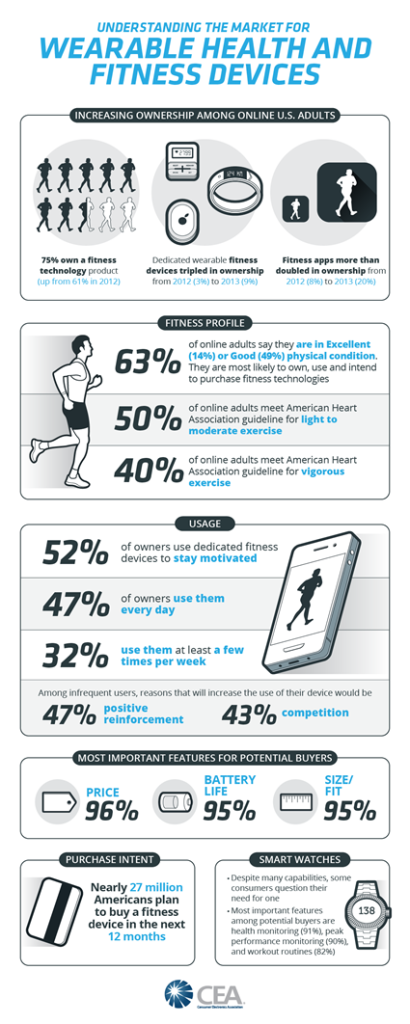 UNDERSTANDING THE MARKET FOR
WEARABLE HEALTH AND
FITNESS DEVICES
INCREASING OWNERSHIP AMONG ONLINE U.S. ADULTS
75% own a fitness
technology product
(up from 61% in 2012)
Dedicated wearable fitness
devices tripled in ownership
from 2012 (3%) to 2013 (9%)
Fitness apps more than
doubled in ownership from
2012 (8%) to 2013 (20%)
FITNESS PROFILE
63%
of online adults say they are in Excellent
(14%) or Good (49%) physical condition.
They are most likely to own, use and intend
to purchase fitness technologies
50%
of online adults meet American Heart
Association guideline for light to
moderate exercise
40%
of online adults meet American Heart
Association guideline for vigorous
exercise
USAGE
52%
of owners use dedicated fitness
devices to stay motivated
47%
of owners use them
every day
32%
use them at least a few
times per week
Among infrequent users, reasons that will increase the use of their device would be
47% positive
reinforcement
43% competition
MOST IMPORTANT FEATURES FOR POTENTIAL BUYERS
PRICE
96%
BATTERY
LIFE
95%
SIZE/
FIT
95%
PURCHASE INTENT
Nearly 27 million
Americans plan
to buy a fitness
device in the next
12 months
SMART WATCHES
• Despite many capabilities, some
consumers question their
need for one
• Most important features
among potential buyers are
health monitoring (91%), peak
performance monitoring (90%),
and workout routines (82%)
138
CEA
Consumer Electronics Association